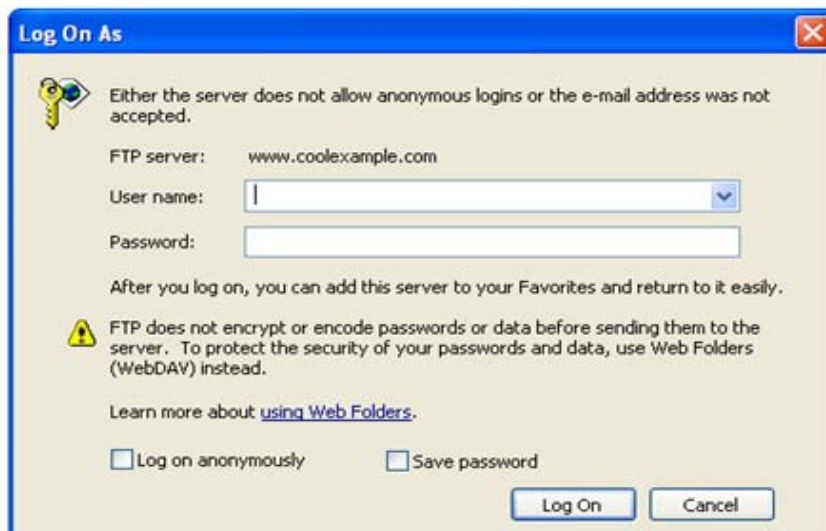 Log On As
Either the server does not allow anonymous logins or the e-mail address was not
accepted.
FTP server: www.coolexample.com
User name:
Password:
After you log on, you can add this server to your Favorites and return to it easily.
FTP does not encrypt or encode passwords or data before sending them to the
server. To protect the security of your passwords and data, use Web Folders
(WebDAV) instead.
Learn more about using Web Folders.
Log on anonymously Save password
Log On Cancel